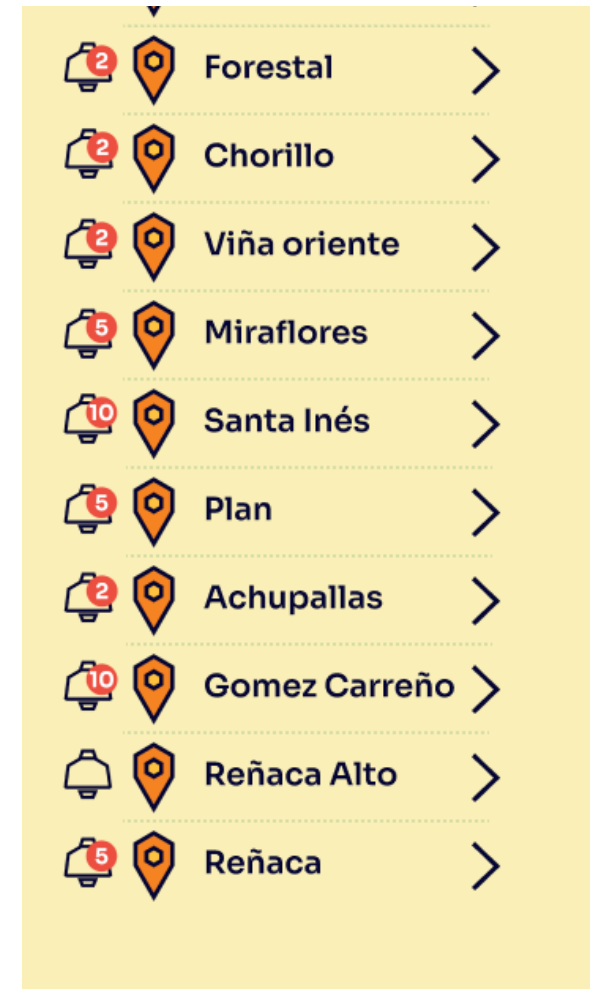 2 Forestal
2 Chorillo
2 Viña oriente
5 Miraflores
10 Santa Inés
5 Plan
2 Achupallas
10 Gomez Carreño
Reñaca Alto
5 Reñaca